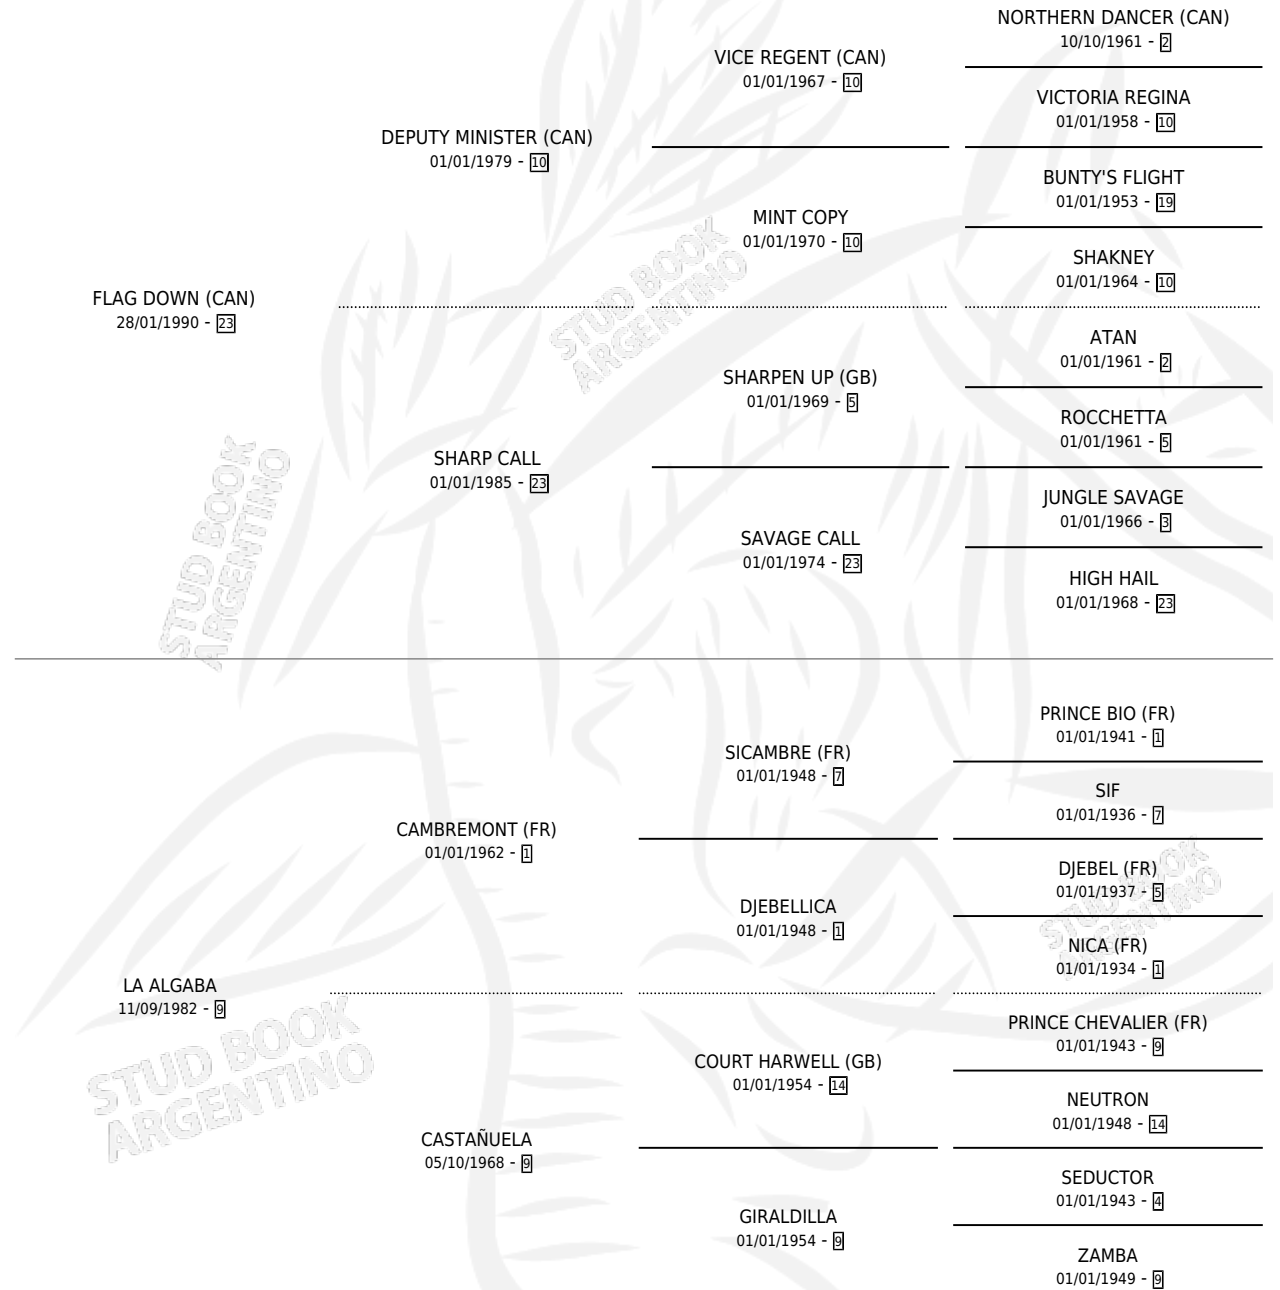 NORTHERN DANCER (CAN)
10/10/1961 - 2
VICE REGENT (CAN)
01/01/1967 - 10
VICTORIA REGINA
01/01/1958 - 10
DEPUTY MINISTER (CAN)
01/01/1979 - 10
BUNTY'S FLIGHT
01/01/1953 - 19
MINT COPY
01/01/1970 - 10
SHAKNEY
01/01/1964 - 10
FLAG DOWN (CAN)
28/01/1990 - 23
ATAN
01/01/1961 - 2
SHARPEN UP (GB)
01/01/1969 - 5
ROCCHETTA
01/01/1961 - 5
SHARP CALL
01/01/1985 - 23
JUNGLE SAVAGE
01/01/1966 - 3
SAVAGE CALL
01/01/1974 - 23
HIGH HAIL
01/01/1968 - 23
STUD BOOK
ARGENTINO
STUD BOOK
ARGENTINO
PRINCE BIO (FR)
01/01/1941 - 1
SICAMBRE (FR)
01/01/1948 - 7
SIF
01/01/1936 - 7
CAMBREMONT (FR)
01/01/1962 - 1
DJEBEL (FR)
01/01/1937 - 5
DJEBELLICA
01/01/1948 - 1
NICA (FR)
01/01/1934 - 1
LA ALGABA
11/09/1982 - 9
PRINCE CHEVALIER (FR)
01/01/1943 - 9
COURT HARWELL (GB)
01/01/1954 - 14
NEUTRON
01/01/1948 - 14
CASTAÑUELA
05/10/1968 - 9
SEDUCTOR
01/01/1943 - 4
GIRALDILLA
01/01/1954 - 9
ZAMBA
01/01/1949 - 9
STUD BOOK
ARGENTINO
STUD BOOK
ARGENTINO